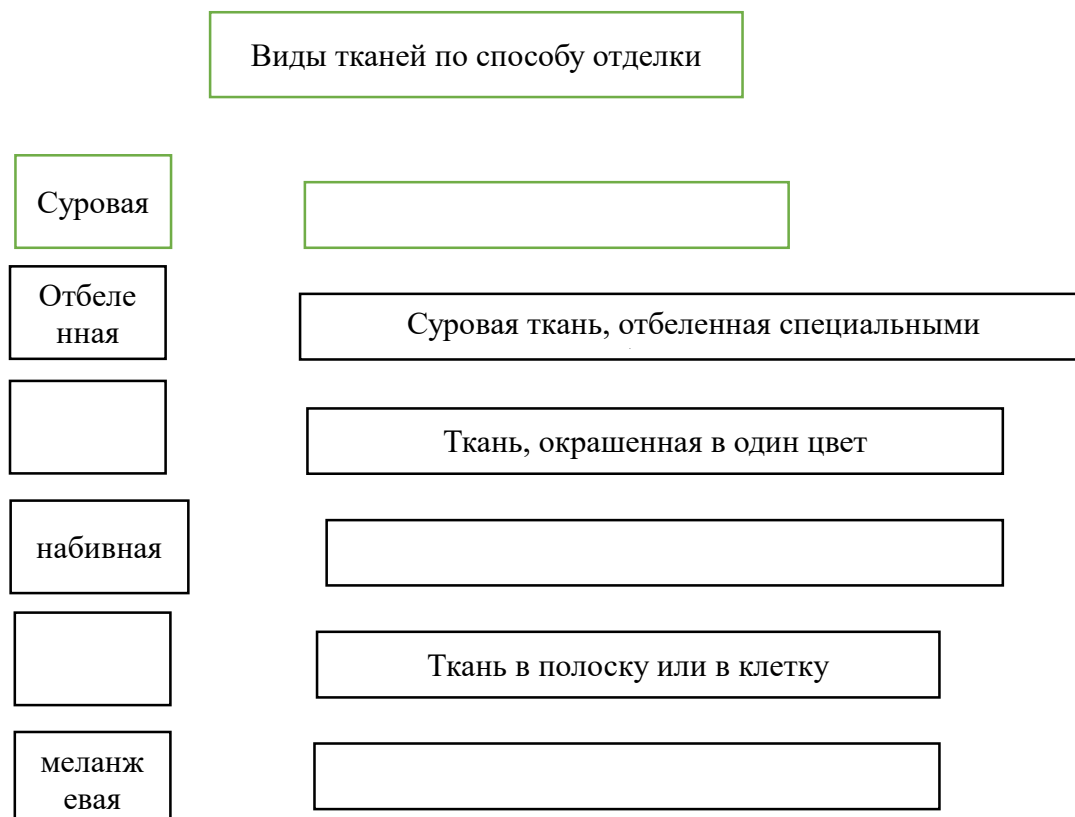 Виды тканей по способу отделки
Суровая
Отбеле
нная
Суровая ткань, отбеленная специальными
Ткань, окрашенная в один цвет
набивная
Ткань в полоску или в клетку
меланж
евая